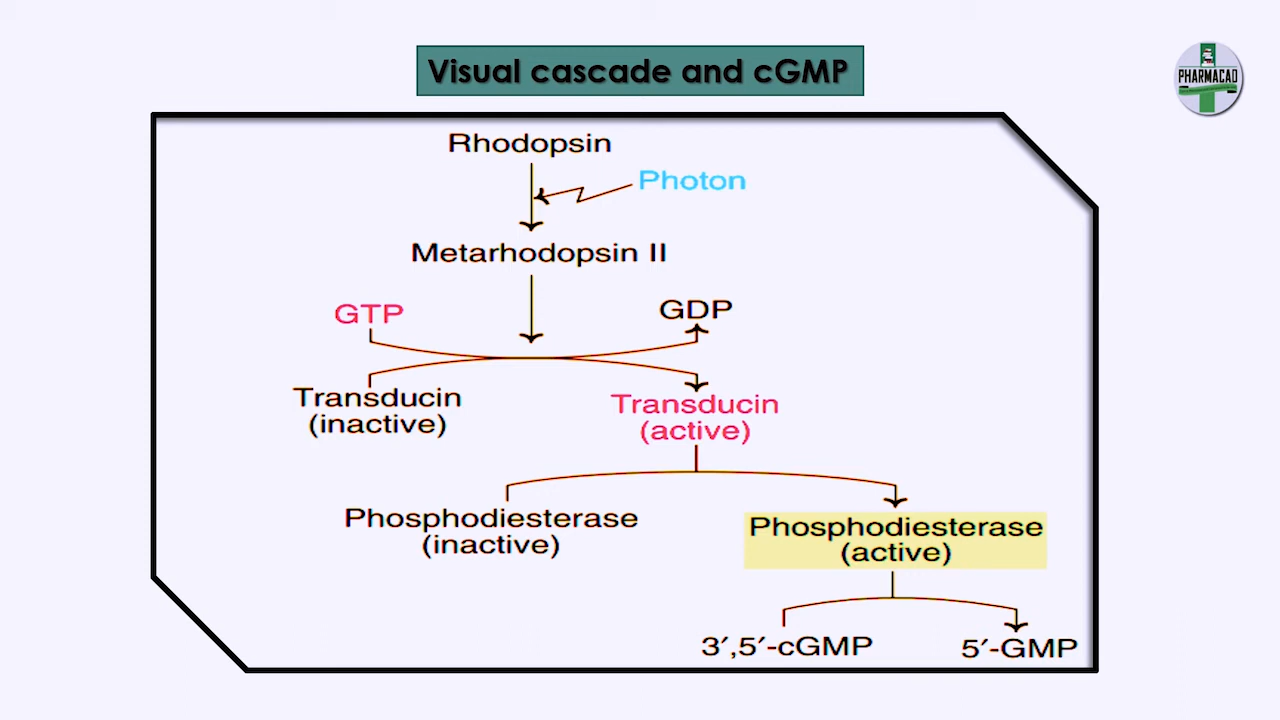 Visual cascade and cGMP
PHARMACAD
Rhodopsin
Photon
Metarhodopsin II
GTP
GDP
Transducin
(inactive)
Transducin
(active)
Phosphodiesterase
(inactive)
Phosphodiesterase
(active)
3′,5′-cGMP
5′-GMP